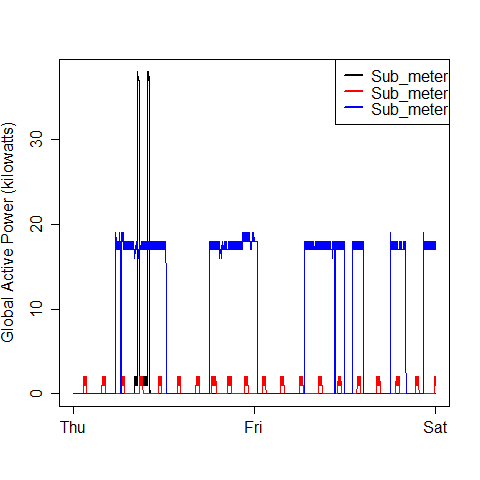 Sub_meter
Sub_meter
Sub_meter
Global Active Power (kilowatts)
30
20
10
0
Thu Fri Sat